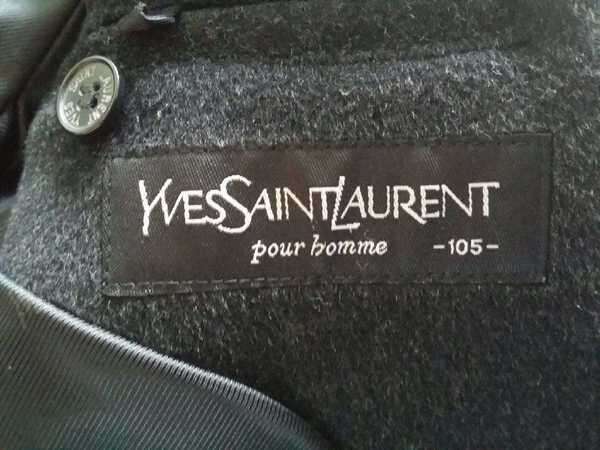 YVESSAINTLAURENT
pour homme -105-